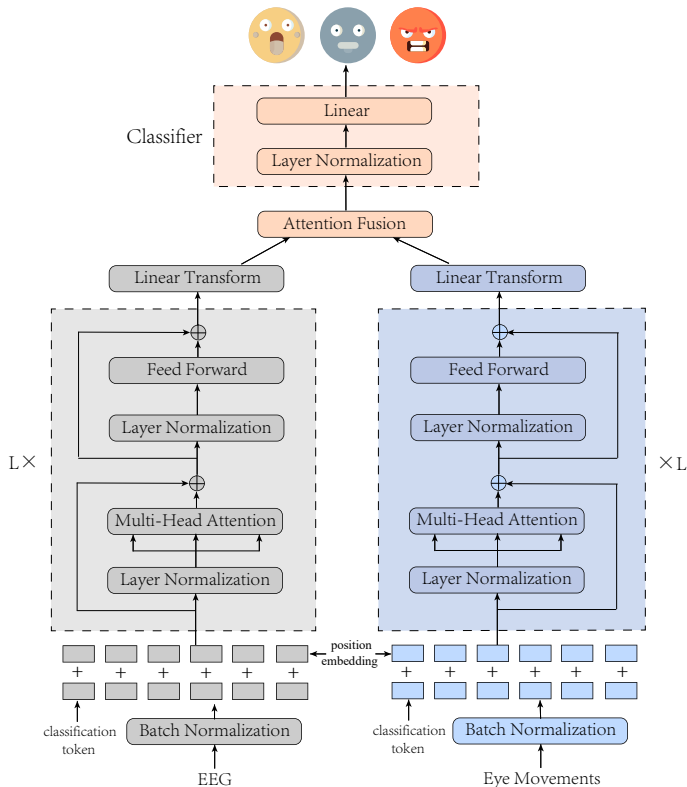 Linear
Classifier
Layer Normalization
Attention Fusion
Linear Transform
Linear Transform
Feed Forward
Feed Forward
Layer Normalization
Layer Normalization
L×
×L
Multi-Head Attention
Multi-Head Attention
Layer Normalization
Layer Normalization
position
embedding
+ + + + + +
+ + + + + +
classification
token
Batch Normalization
classification
token
Batch Normalization
EEG
Eye Movements